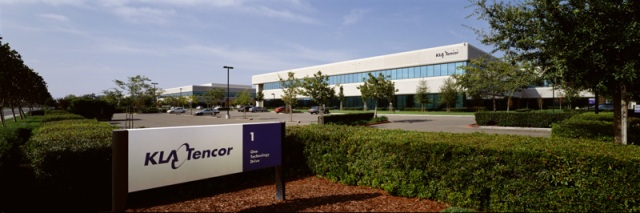 KLA Tencor
KLA Tencor
1
One
Technology
Drive